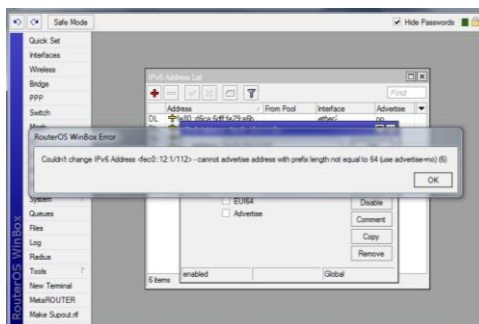 Safe Mode
Hide Passwords
Quick Set
Interfaces
Wireless
Bridge
PPP
Switch
Mesh
IPv6 Address List
Find
Address
From Pool
Interface
Advertise
DL
no
RouterOS WinBox Error
Couldn't change IPv6 Address <fec0::12:1/112> - cannot advertise address with prefix length not equal to 64 (use advertise=no) (6)
OK
System
Queues
Files
Log
Radius
Tools
New Terminal
MetaROUTER
Make Supout.rif
EUI64
Advertise
Disable
Comment
Copy
Remove
enabled
Global
6 items
RouterOS WinBox